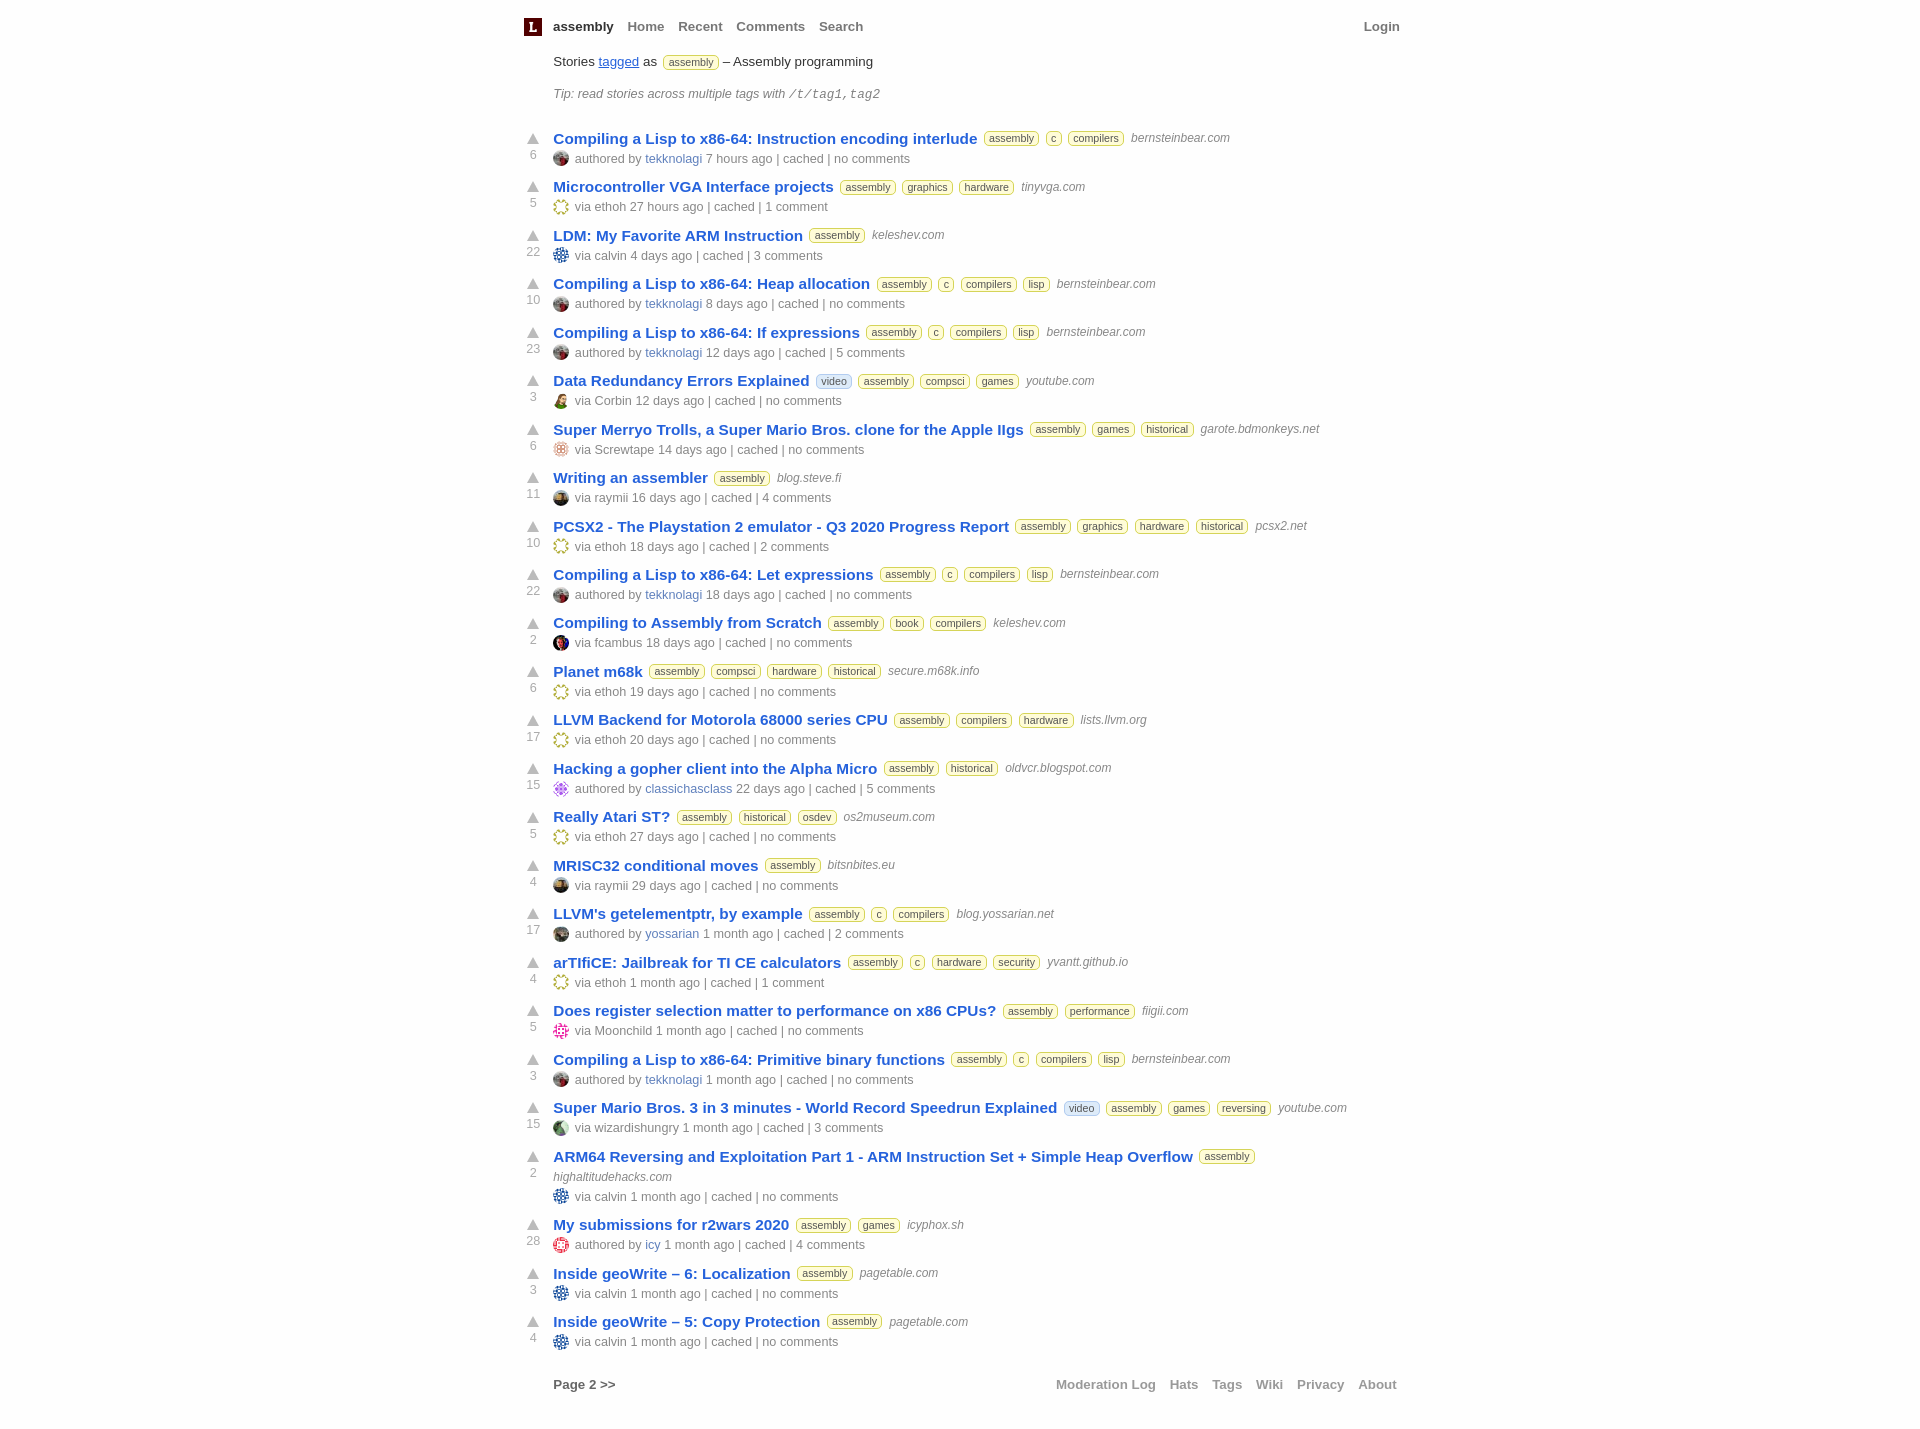 L assembly Home Recent Comments Search Login
Stories tagged as assembly – Assembly programming
Tip: read stories across multiple tags with /t/tag1,tag2
Compiling a Lisp to x86-64: Instruction encoding interlude assembly c compilers bernsteinbear.com
6 authored by tekknolagi 7 hours ago | cached | no comments
Microcontroller VGA Interface projects assembly graphics hardware tinyvga.com
5 via ethoh 27 hours ago | cached | 1 comment
LDM: My Favorite ARM Instruction assembly keleshev.com
22 via calvin 4 days ago | cached | 3 comments
Compiling a Lisp to x86-64: Heap allocation assembly c compilers lisp bernsteinbear.com
10 authored by tekknolagi 8 days ago | cached | no comments
Compiling a Lisp to x86-64: If expressions assembly c compilers lisp bernsteinbear.com
23 authored by tekknolagi 12 days ago | cached | 5 comments
Data Redundancy Errors Explained video assembly compsci games youtube.com
3 via Corbin 12 days ago | cached | no comments
Super Merryo Trolls, a Super Mario Bros. clone for the Apple IIgs assembly games historical garote.bdmonkeys.net
6 via Screwtape 14 days ago | cached | no comments
Writing an assembler assembly blog.steve.fi
11 via raymii 16 days ago | cached | 4 comments
PCSX2 - The Playstation 2 emulator - Q3 2020 Progress Report assembly graphics hardware historical pcsx2.net
10 via ethoh 18 days ago | cached | 2 comments
Compiling a Lisp to x86-64: Let expressions assembly c compilers lisp bernsteinbear.com
22 authored by tekknolagi 18 days ago | cached | no comments
Compiling to Assembly from Scratch assembly book compilers keleshev.com
2 via fcambus 18 days ago | cached | no comments
Planet m68k assembly compsci hardware historical secure.m68k.info
6 via ethoh 19 days ago | cached | no comments
LLVM Backend for Motorola 68000 series CPU assembly compilers hardware lists.llvm.org
17 via ethoh 20 days ago | cached | no comments
Hacking a gopher client into the Alpha Micro assembly historical oldvcr.blogspot.com
15 authored by classichasclass 22 days ago | cached | 5 comments
Really Atari ST? assembly historical osdev os2museum.com
5 via ethoh 27 days ago | cached | no comments
MRISC32 conditional moves assembly bitsnbites.eu
4 via raymii 29 days ago | cached | no comments
LLVM's getelementptr, by example assembly c compilers blog.yossarian.net
17 authored by yossarian 1 month ago | cached | 2 comments
arTIfiCE: Jailbreak for TI CE calculators assembly c hardware security yvantt.github.io
4 via ethoh 1 month ago | cached | 1 comment
Does register selection matter to performance on x86 CPUs? assembly performance fiigii.com
5 via Moonchild 1 month ago | cached | no comments
Compiling a Lisp to x86-64: Primitive binary functions assembly c compilers lisp bernsteinbear.com
3 authored by tekknolagi 1 month ago | cached | no comments
Super Mario Bros. 3 in 3 minutes - World Record Speedrun Explained video assembly games reversing youtube.com
15 via wizardishungry 1 month ago | cached | 3 comments
ARM64 Reversing and Exploitation Part 1 - ARM Instruction Set + Simple Heap Overflow assembly
2 highaltitudehacks.com
via calvin 1 month ago | cached | no comments
My submissions for r2wars 2020 assembly games icyphox.sh
28 authored by icy 1 month ago | cached | 4 comments
Inside geoWrite – 6: Localization assembly pagetable.com
3 via calvin 1 month ago | cached | no comments
Inside geoWrite – 5: Copy Protection assembly pagetable.com
4 via calvin 1 month ago | cached | no comments
Page 2 >> Moderation Log Hats Tags Wiki Privacy About